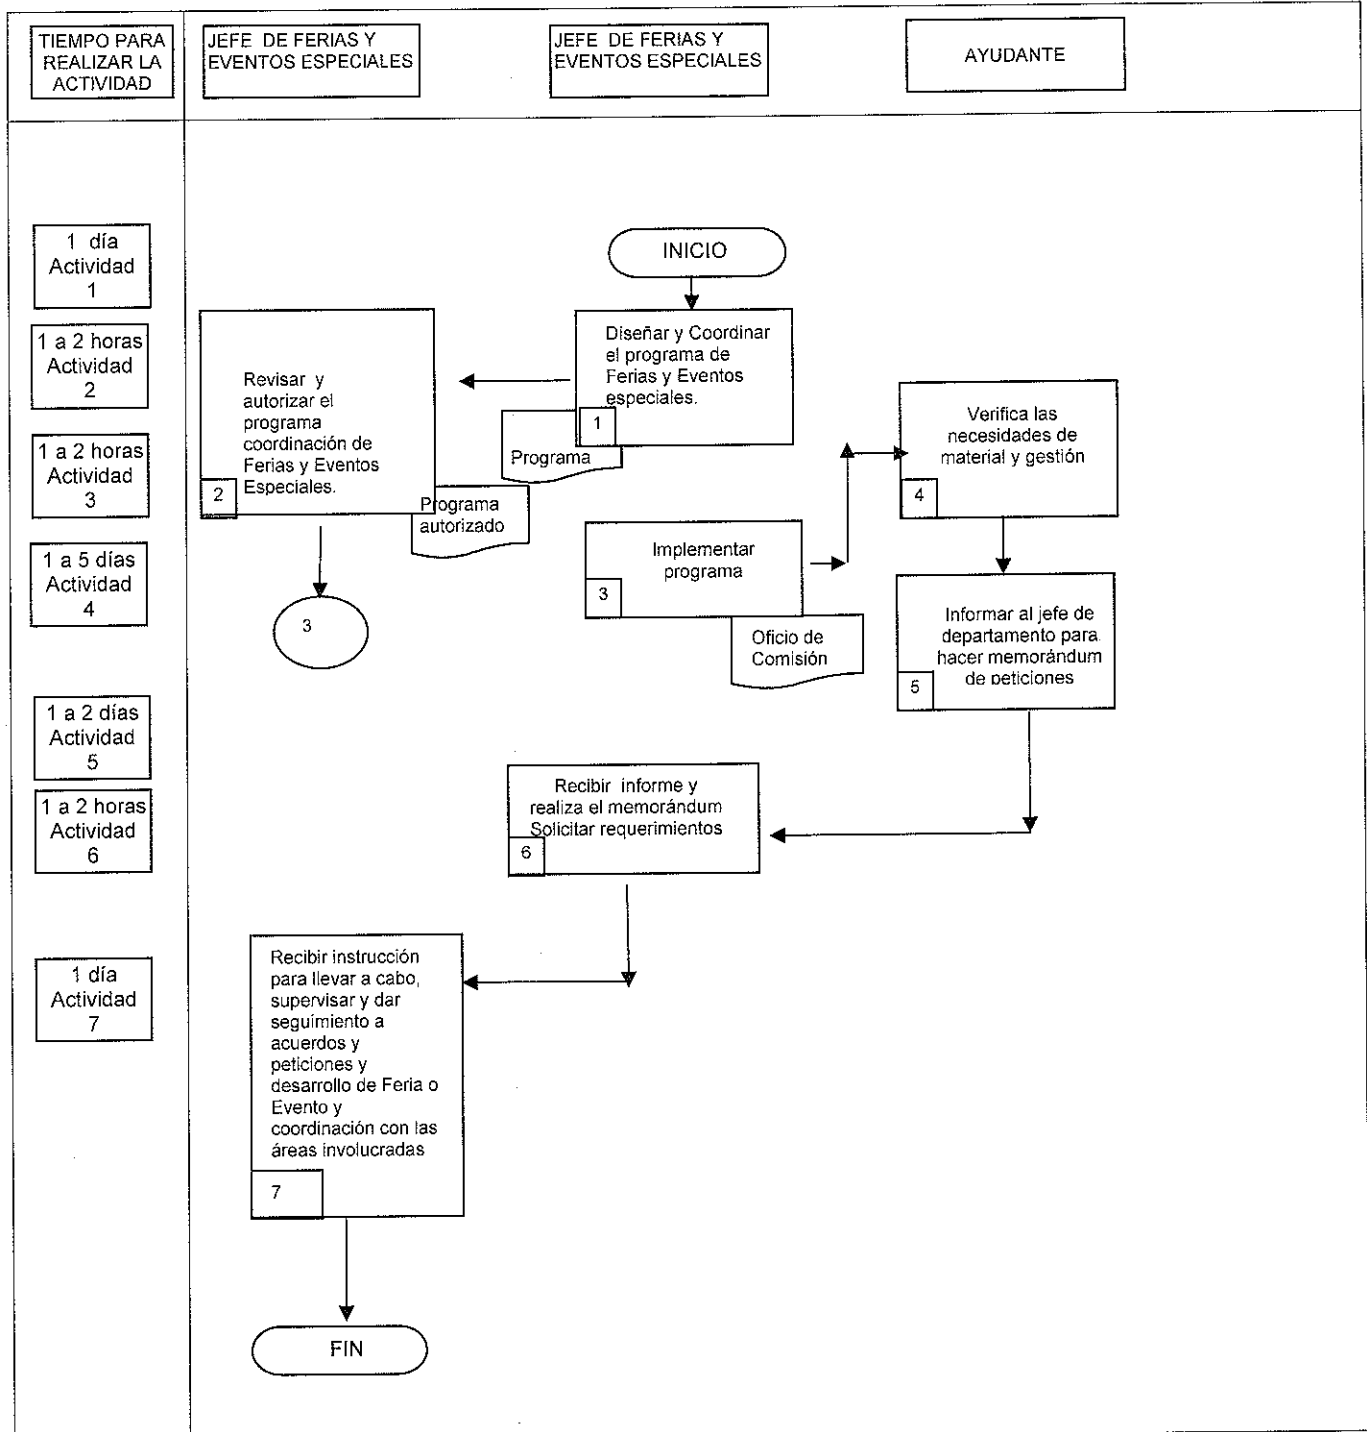 TIEMPO PARA
REALIZAR LA
ACTIVIDAD
JEFE DE FERIAS Y
EVENTOS ESPECIALES
JEFE DE FERIAS Y
EVENTOS ESPECIALES
AYUDANTE
1 día
Actividad
1
1 a 2 horas
Actividad
2
1 a 2 horas
Actividad
3
1 a 5 días
Actividad
4
1 a 2 días
Actividad
5
1 a 2 horas
Actividad
6
1 día
Actividad
7
INICIO
Diseñar y Coordinar
el programa de
Ferias y Eventos
especiales.
1
Programa
Revisar y
autorizar el
programa
coordinación de
Ferias y Eventos
Especiales.
2
Programa
autorizado
3
Implementar
programa
3
Oficio de
Comisión
Verifica las
necesidades de
material y gestión
4
Informar al jefe de
departamento para
hacer memorándum
de peticiones
5
Recibir informe y
realiza el memorándum
Solicitar requerimientos
6
Recibir instrucción
para llevar a cabo,
supervisar y dar
seguimiento a
acuerdos y
peticiones y
desarrollo de Feria o
Evento y
coordinación con las
áreas involucradas
7
FIN